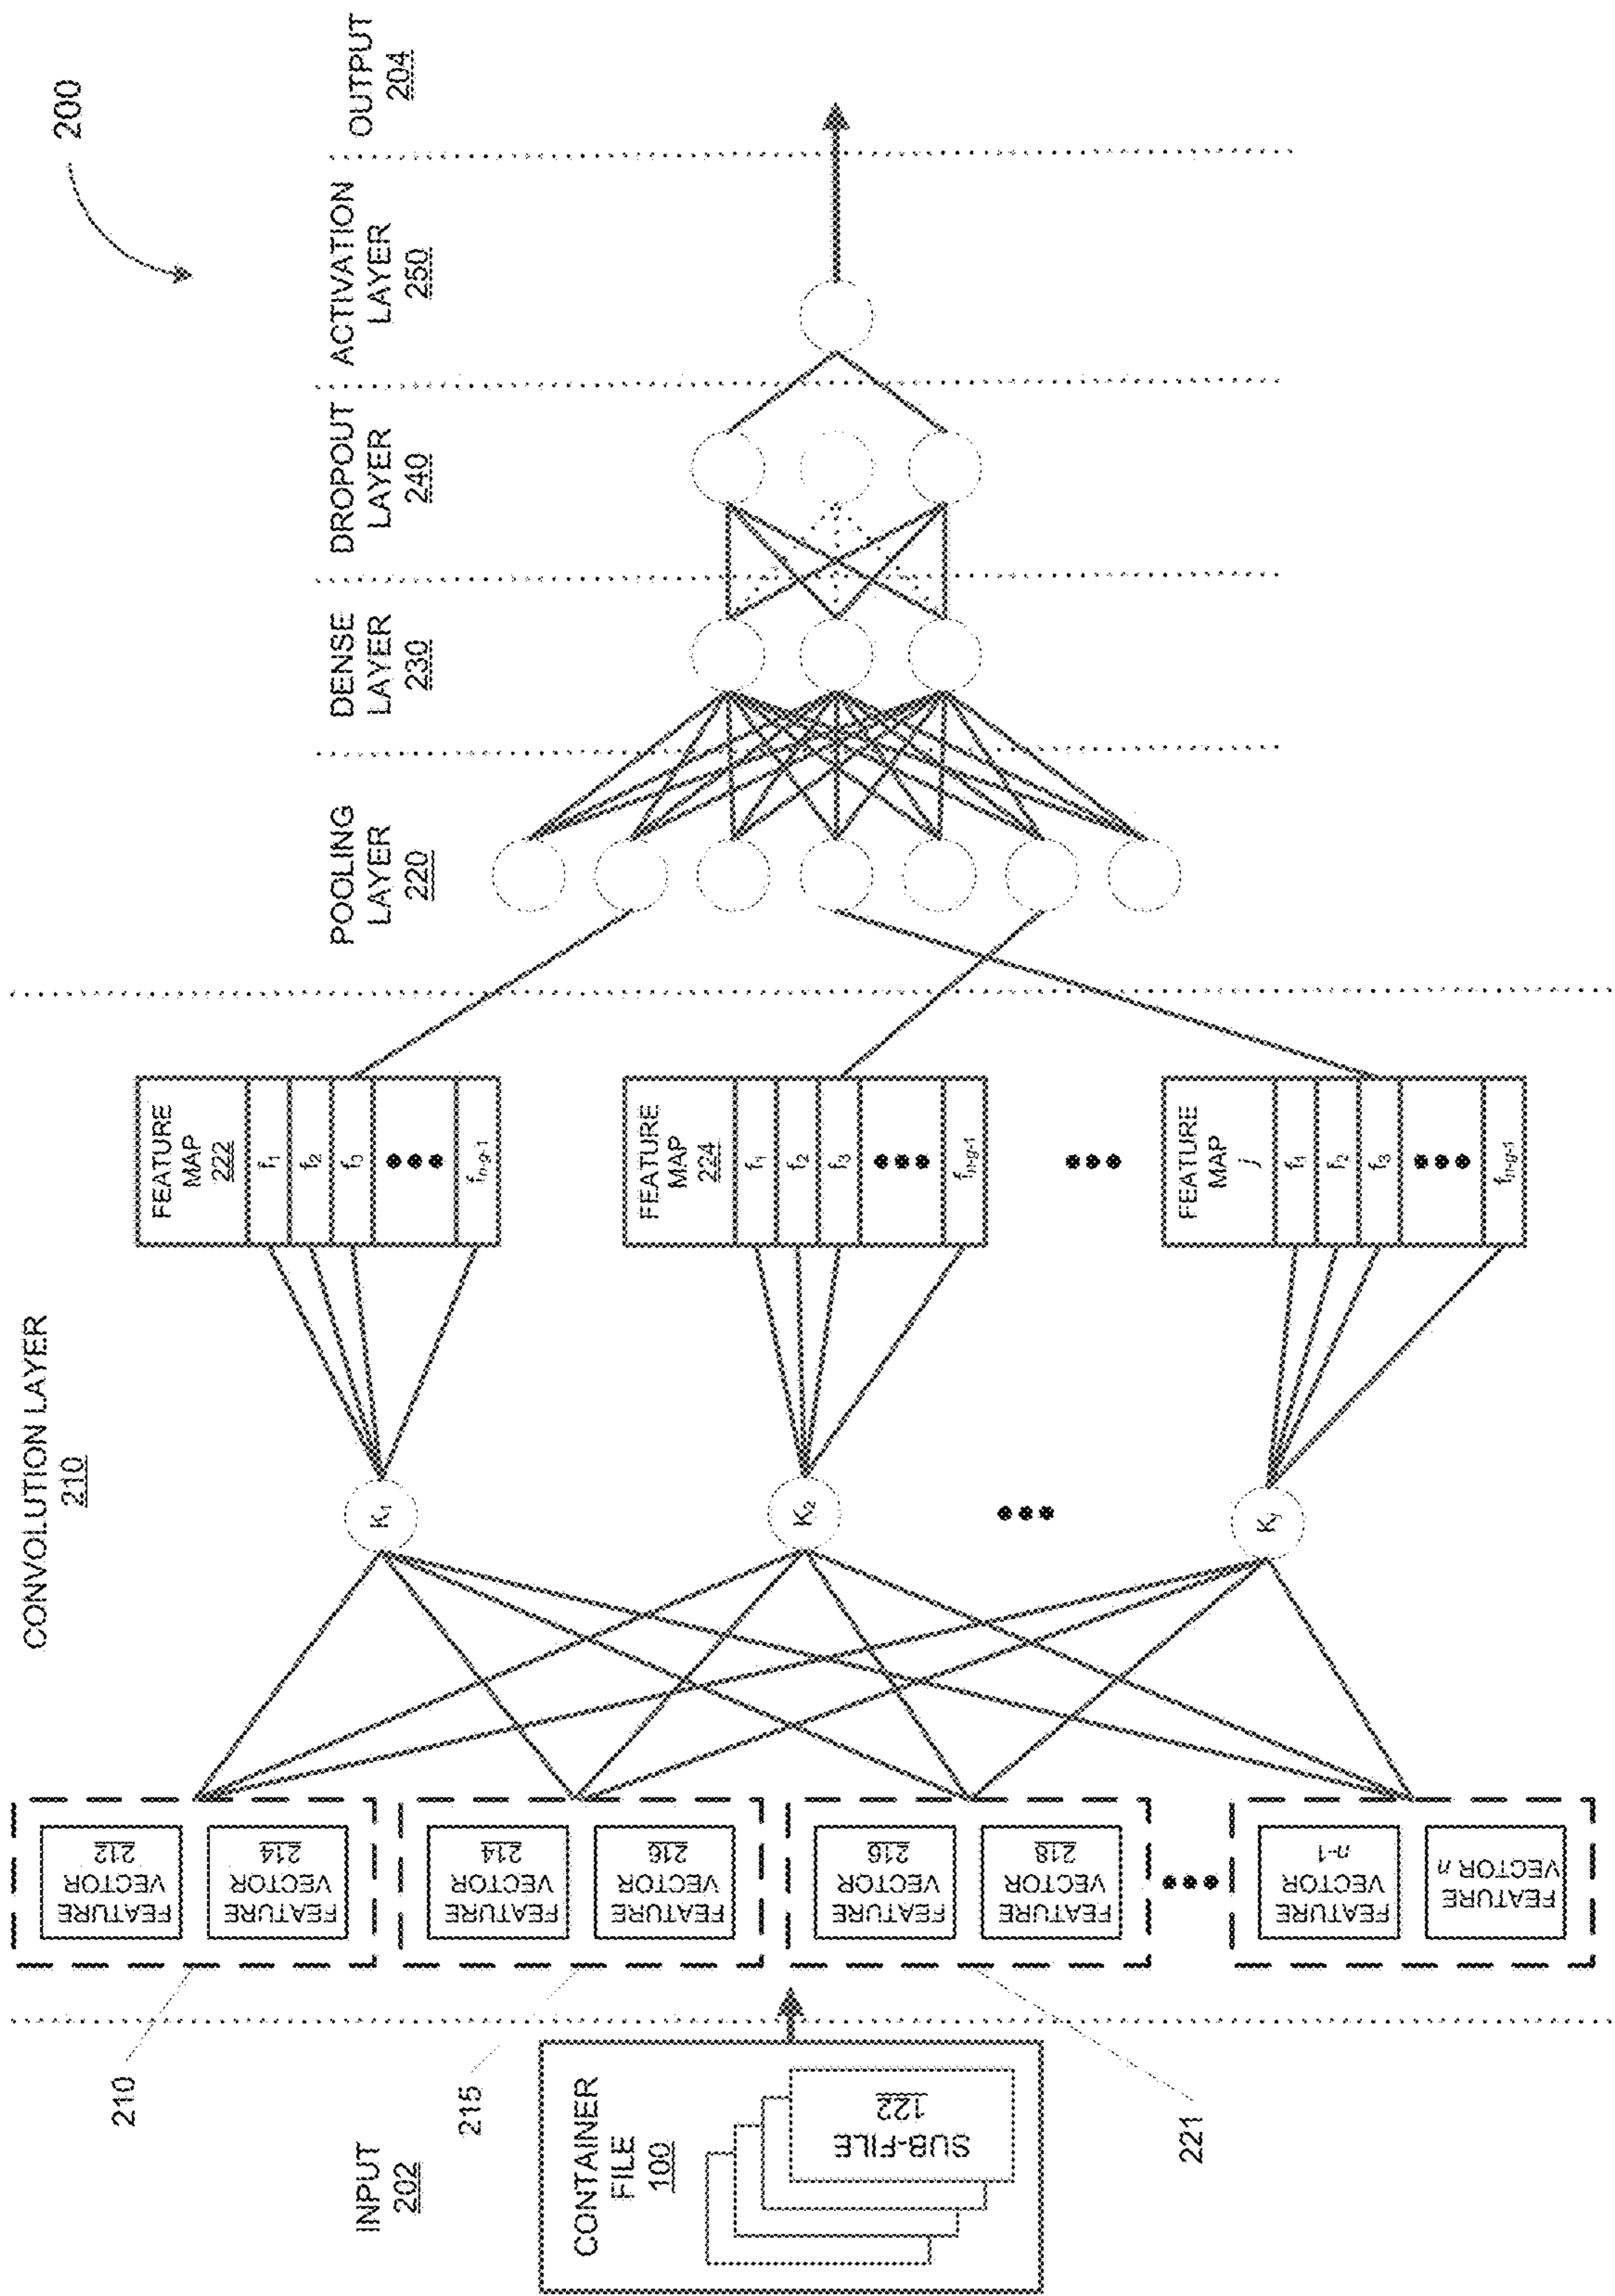 200
CONVOLUTION LAYER
210
INPUT
202
CONTAINER
FILE
100
SUB-FILE
122
210
215
221
FEATURE
VECTOR
212
FEATURE
VECTOR
214
FEATURE
VECTOR
214
FEATURE
VECTOR
216
FEATURE
VECTOR
216
FEATURE
VECTOR
218
FEATURE
VECTOR
n-1
FEATURE
VECTOR n
K1
K2
Kj
FEATURE
MAP
222
f1
f2
f3
fn-g-1
FEATURE
MAP
224
f1
f2
f3
fn-g-1
FEATURE
MAP
j
f1
f2
f3
fn-g-1
POOLING
LAYER
220
DENSE
LAYER
230
DROPOUT
LAYER
240
ACTIVATION
LAYER
250
OUTPUT
204